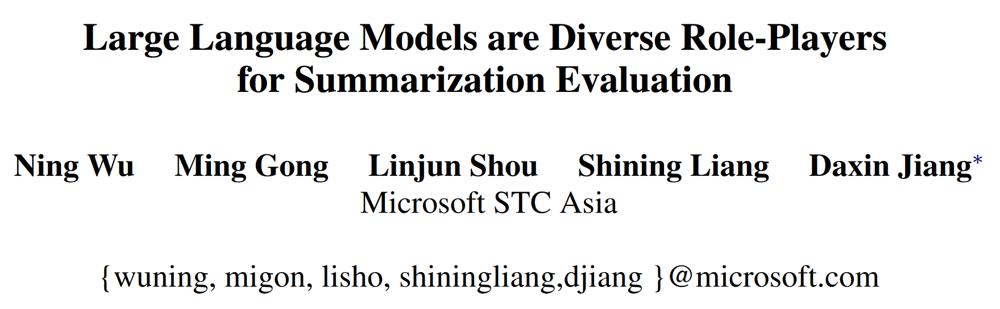 Large Language Models are Diverse Role-Players
for Summarization Evaluation
Ning Wu Ming Gong Linjun Shou Shining Liang Daxin Jiang*
Microsoft STC Asia
{wuning, migon, lisho, shiningliang,djiang }@microsoft.com